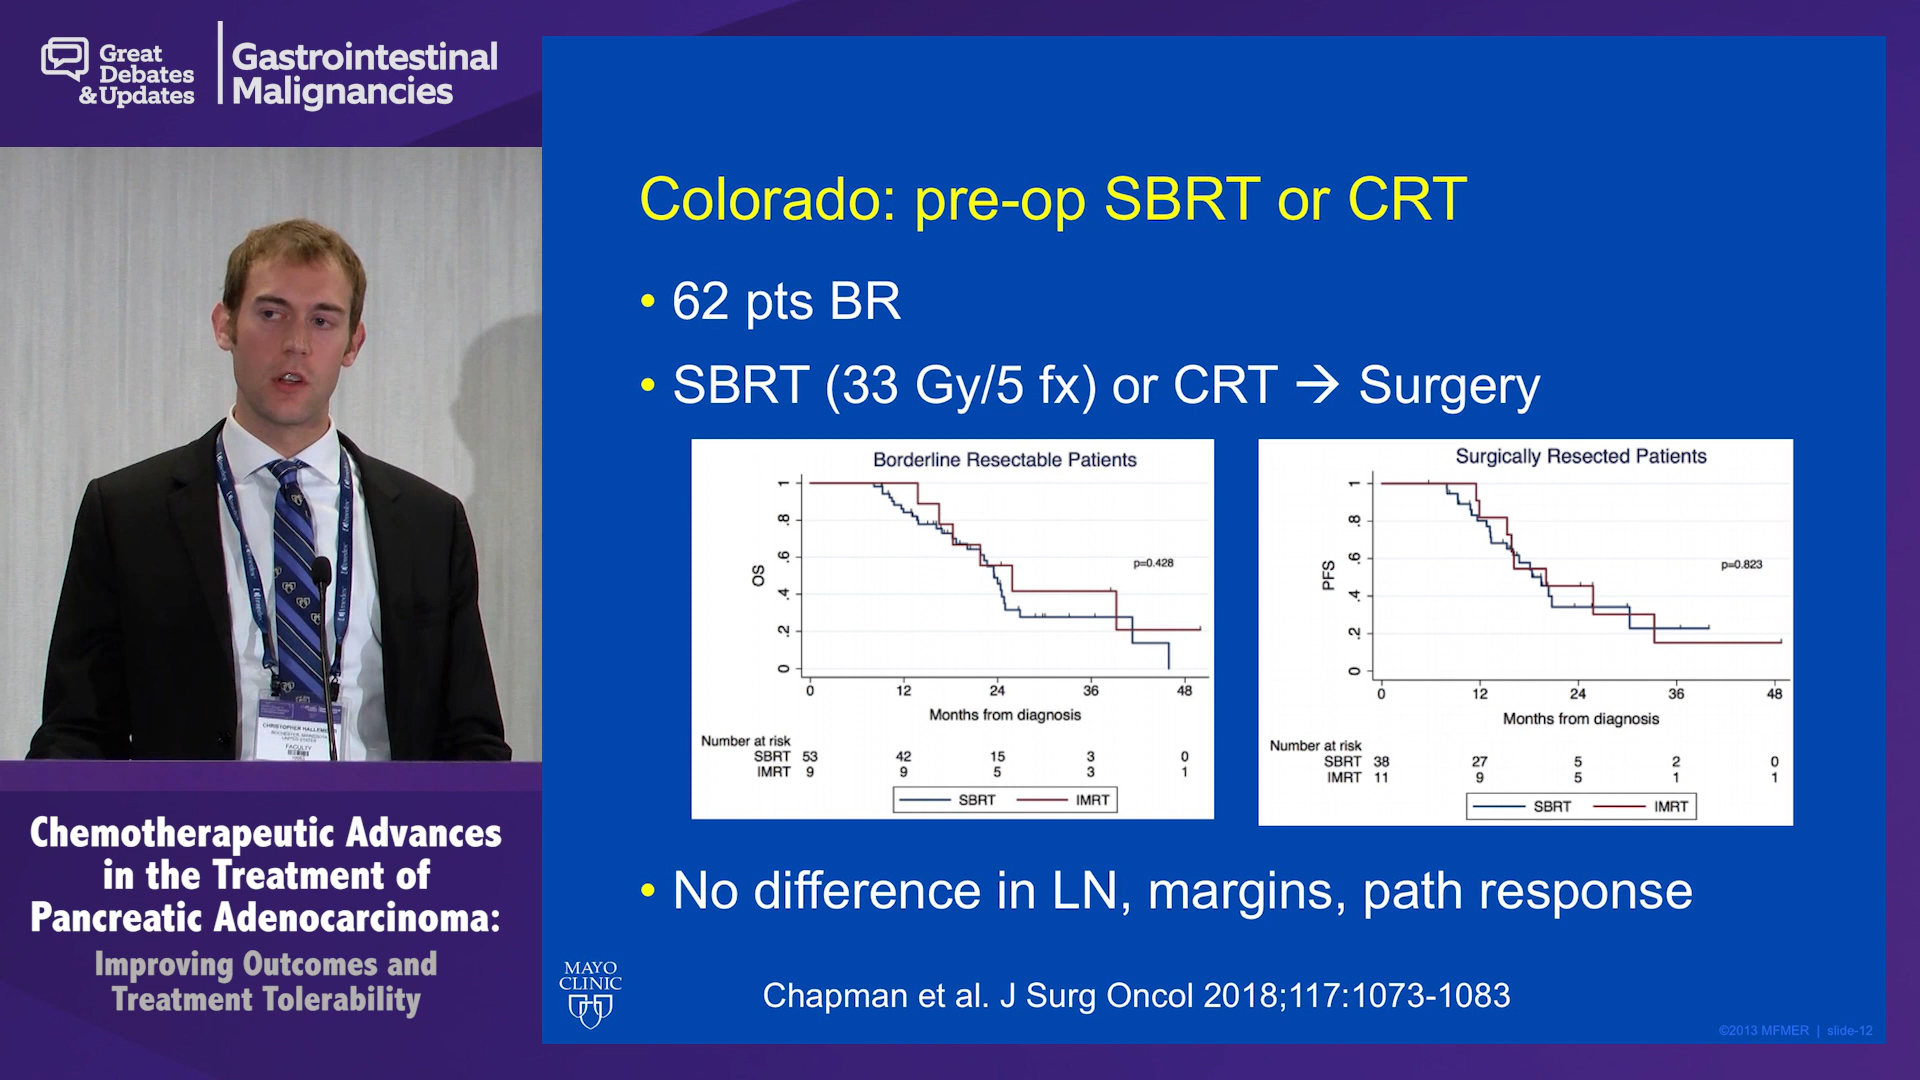 Great
Debates
& Updates
Gastrointestinal
Malignancies
CHRISTOPHER
ROCHESTER, MINNESOTA
UNITED STATES
FACULTY
Chemotherapeutic Advances
in the Treatment of
Pancreatic Adenocarcinoma:
Improving Outcomes and
Treatment Tolerability
Colorado: pre-op SBRT or CRT
• 62 pts BR
• SBRT (33 Gy/5 fx) or CRT → Surgery
Borderline Resectable Patients
OS
1
.8
.6
.4
.2
0
p=0.428
0 12 24 36 48
Months from diagnosis
Number at risk
SBRT 53 42 15 3 0
IMRT 9 9 5 3 1
SBRT IMRT
Surgically Resected Patients
PFS
1
.8
.6
.4
.2
0
p=0.823
0 12 24 36 48
Months from diagnosis
Number at risk
SBRT 38 27 5 2 0
IMRT 11 9 5 1 1
SBRT IMRT
• No difference in LN, margins, path response
MAYO
CLINIC
Chapman et al. J Surg Oncol 2018;117:1073-1083
©2013 MFMER | slide-12